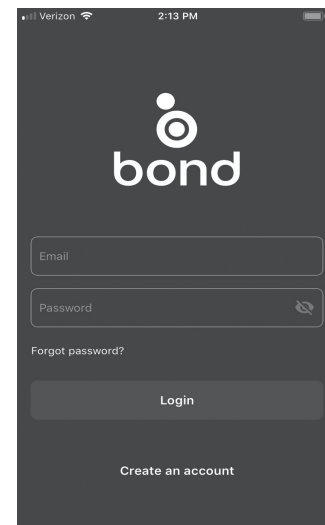 Verizon 2:13 PM
bond
Email
Password
Forgot password?
Login
Create an account